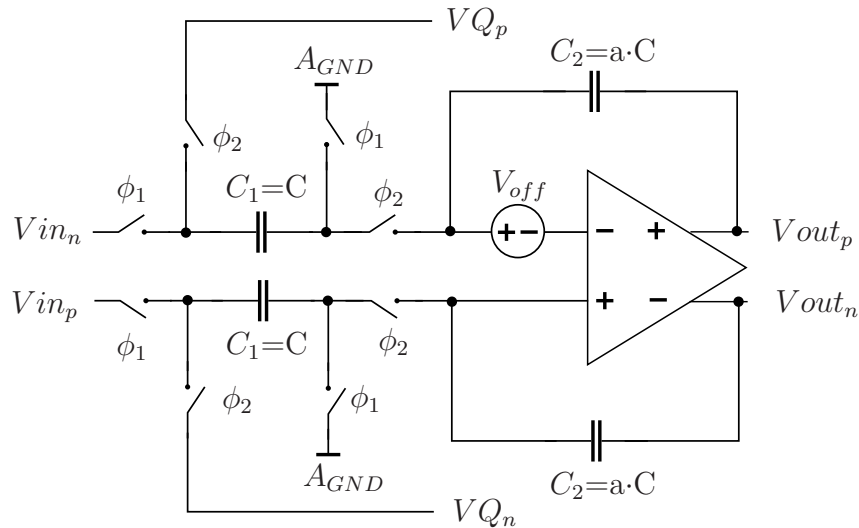 VQ_p
C_2=a·C
A_GND
ϕ_2
ϕ_1
V_off
ϕ_1
C_1=C
ϕ_2
Vin_n
+ −
− +
Vout_p
Vin_p
+ −
Vout_n
ϕ_1
C_1=C
ϕ_2
ϕ_2
ϕ_1
A_GND
C_2=a·C
VQ_n